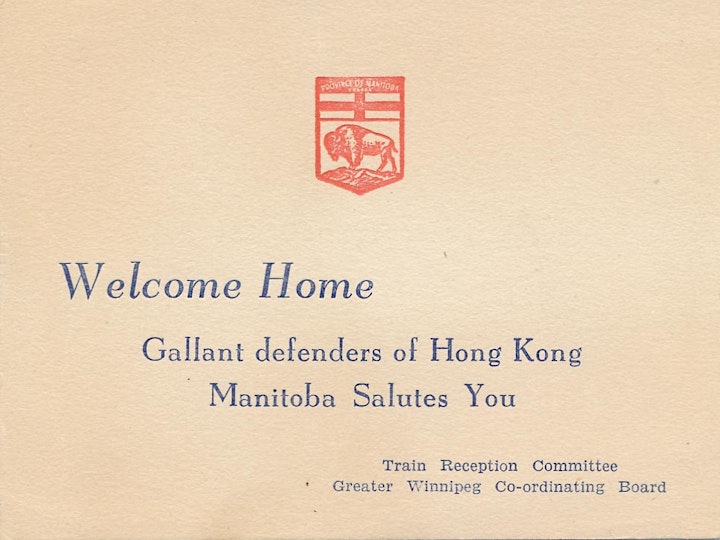 PROVINCE OF MANITOBA
CANADA
Welcome Home
Gallant defenders of Hong Kong
Manitoba Salutes You
Train Reception Committee
Greater Winnipeg Co-ordinating Board